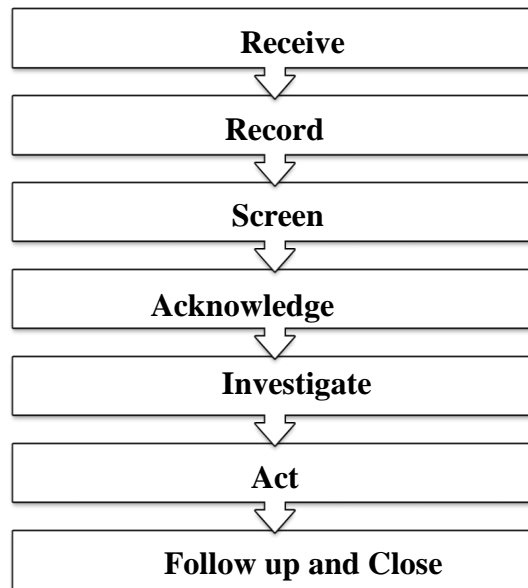 Receive
Record
Screen
Acknowledge
Investigate
Act
Follow up and Close